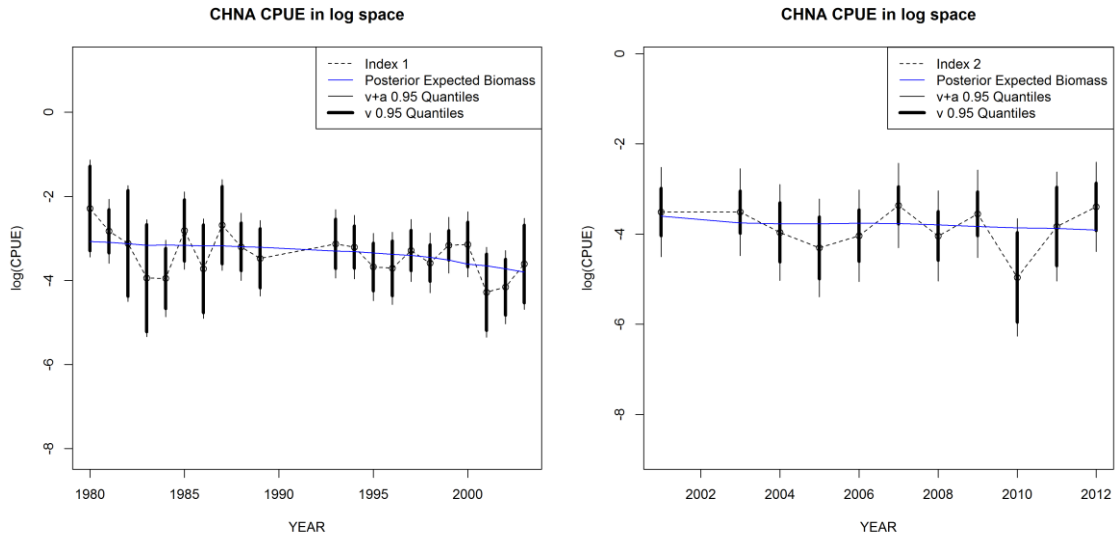 CHNA CPUE in log space
Index 1
Posterior Expected Biomass
v+a 0.95 Quantiles
v 0.95 Quantiles
log(CPUE)
0
-2
-4
-6
-8
1980 1985 1990 1995 2000
YEAR
CHNA CPUE in log space
Index 2
Posterior Expected Biomass
v+a 0.95 Quantiles
v 0.95 Quantiles
log(CPUE)
0
-2
-4
-6
-8
2002 2004 2006 2008 2010 2012
YEAR